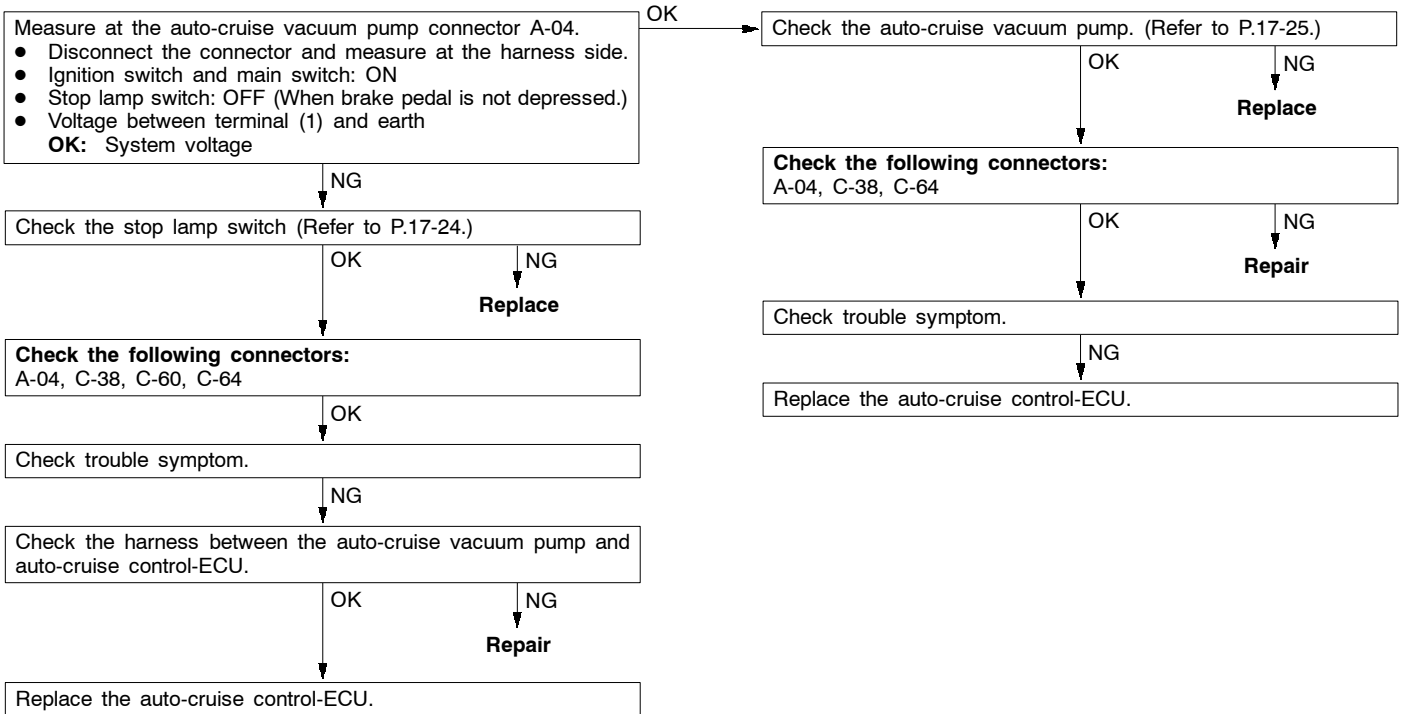 Measure at the auto-cruise vacuum pump connector A-04.
● Disconnect the connector and measure at the harness side.
● Ignition switch and main switch: ON
● Stop lamp switch: OFF (When brake pedal is not depressed.)
● Voltage between terminal (1) and earth
OK: System voltage
NG
Check the stop lamp switch (Refer to P.17-24.)
OK
NG
Replace
Check the following connectors:
A-04, C-38, C-60, C-64
OK
Check trouble symptom.
NG
Check the harness between the auto-cruise vacuum pump and
auto-cruise control-ECU.
OK
NG
Repair
Replace the auto-cruise control-ECU.
OK
Check the auto-cruise vacuum pump. (Refer to P.17-25.)
OK
NG
Replace
Check the following connectors:
A-04, C-38, C-64
OK
NG
Repair
Check trouble symptom.
NG
Replace the auto-cruise control-ECU.